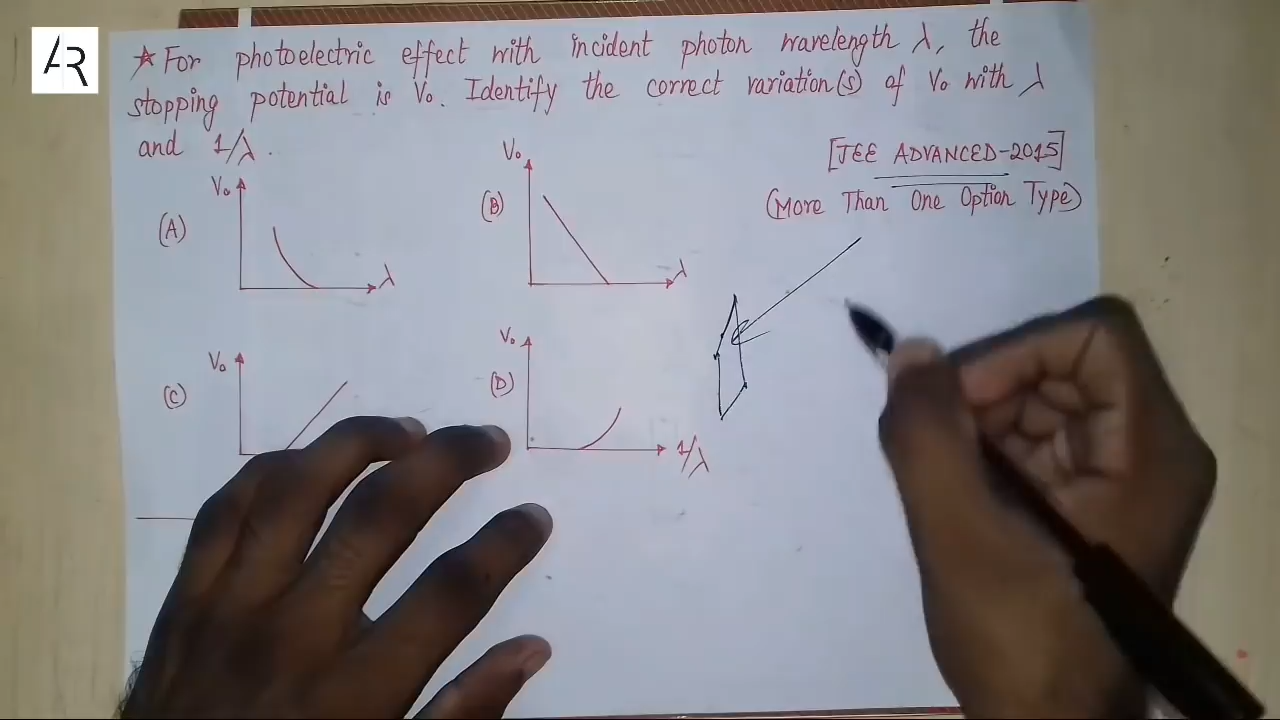 AR
☆ For photoelectric effect with incident photon wavelength λ, the
stopping potential is V₀. Identify the correct variation(s) of V₀ with λ
and 1/λ.
[JEE ADVANCED-2015]
(More Than One Option Type)
(A)
V₀
λ
(B)
V₀
λ
(C)
V₀
(D)
V₀
1/λ